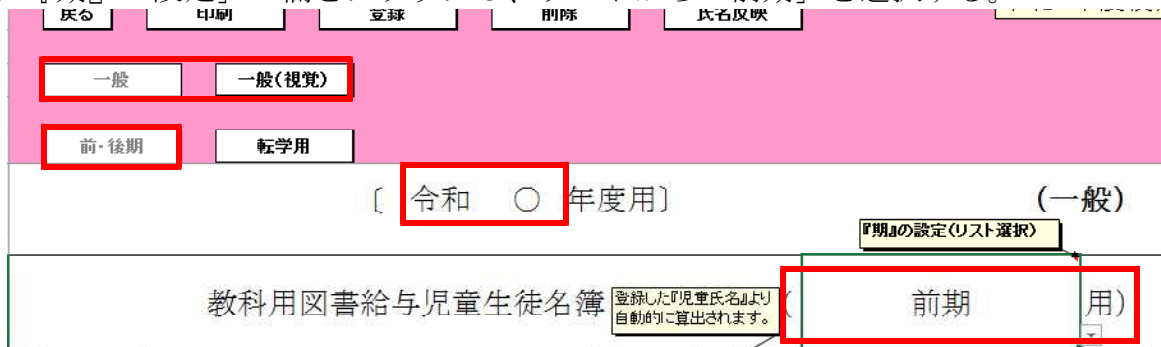 戻る 印刷 登録 削除 氏名反映
一般 一般(視覚)
前・後期 転学用
〔 令和 ○ 年度用〕 (一般)
『期』の設定(リスト選択)
教科用図書給与児童生徒名簿 ( 前期 用)
登録した『児童氏名』より
自動的に算出されます。